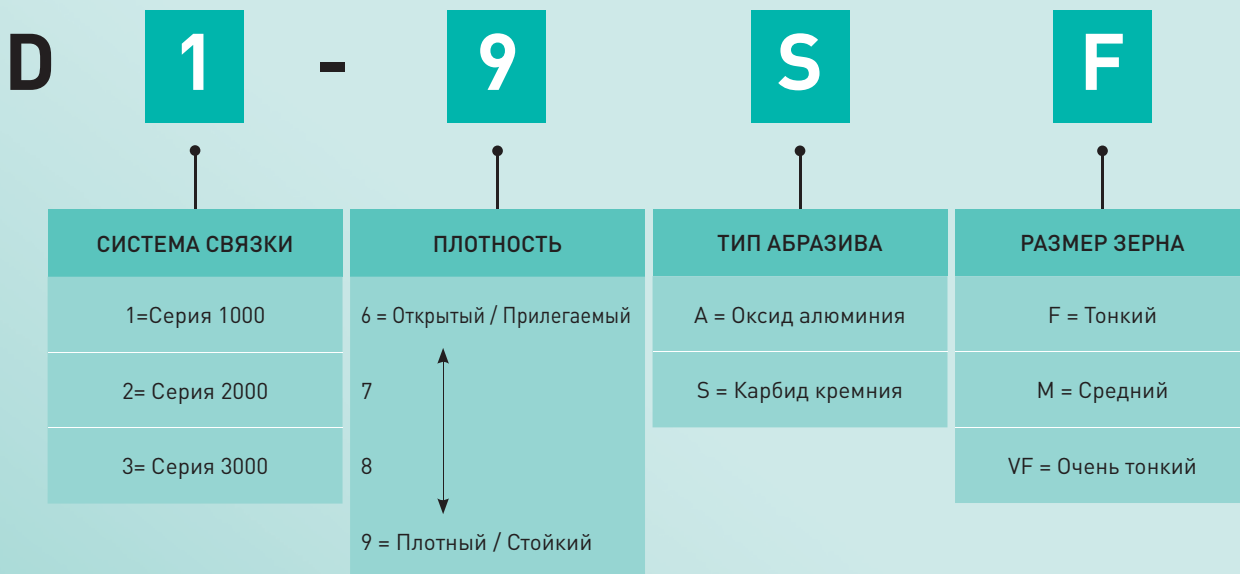 D 1 - 9 S F
СИСТЕМА СВЯЗКИ
1=Серия 1000
2= Серия 2000
3= Серия 3000
ПЛОТНОСТЬ
6 = Открытый / Прилегаемый
7
8
9 = Плотный / Стойкий
ТИП АБРАЗИВА
A = Оксид алюминия
S = Карбид кремния
РАЗМЕР ЗЕРНА
F = Тонкий
M = Средний
VF = Очень тонкий